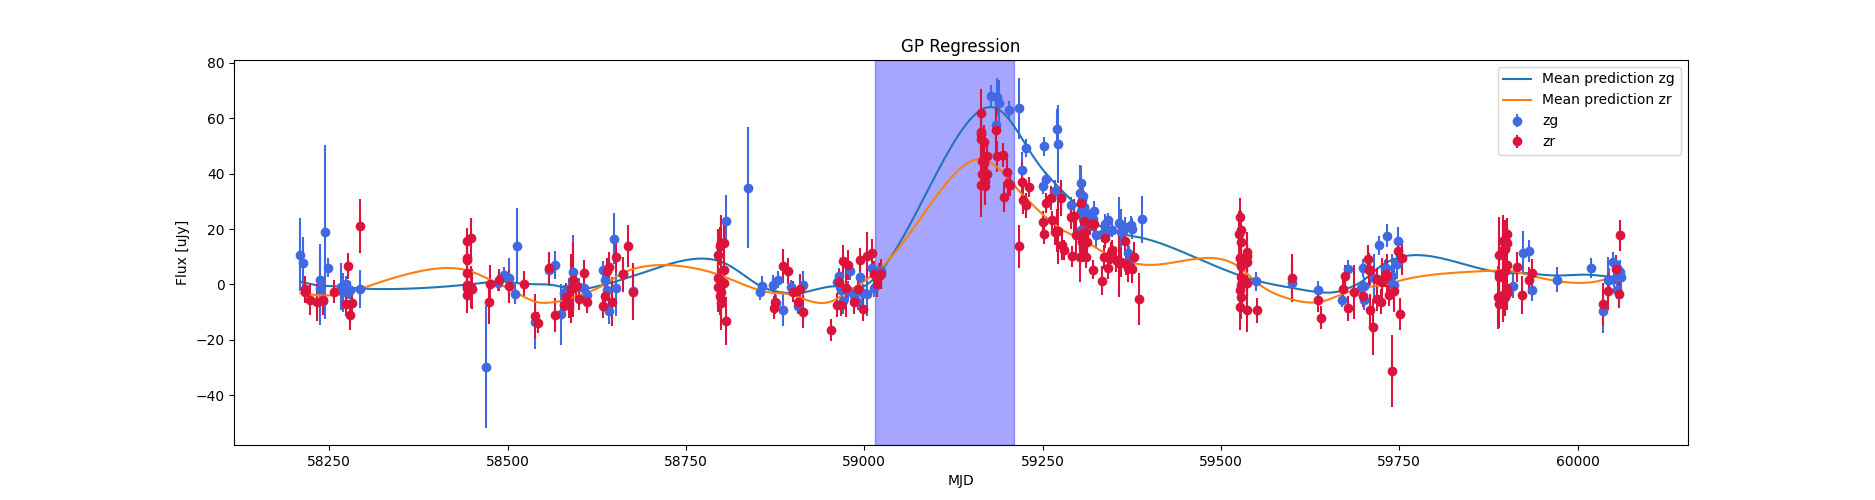 GP Regression
Flux [uJy]
80
60
40
20
0
−20
−40
Mean prediction zg
Mean prediction zr
zg
zr
58250 58500 58750 59000 59250 59500 59750 60000
MJD